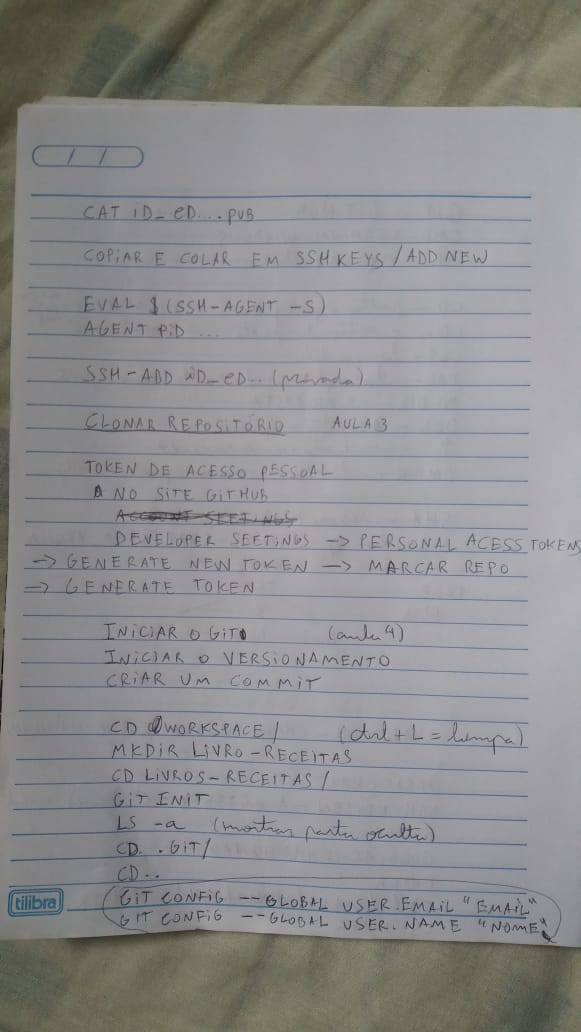 CAT iD_eD....PUB
COPIAR E COLAR EM SSH KEYS / ADD NEW
EVAL $ (SSH-AGENT -S)
AGENT PiD ...
SSH-ADD iD_eD... (privada)
CLONAR REPOSITÓRIO AULA 3
TOKEN DE ACESSO PESSOAL
NO SITE GITHUB
ACCOUNT SEETINGS
DEVELOPER SEETINGS -> PERSONAL ACESS TOKENS
-> GENERATE NEW TOKEN -> MARCAR REPO
-> GENERATE TOKEN
INICIAR O GIT (aula 4)
INICIAR O VERSIONAMENTO
CRIAR UM COMMIT
CD WORKSPACE/ (ctrl + L = limpa)
MKDIR LIVRO-RECEITAS
CD LIVROS-RECEITAS/
GIT INIT
LS -a (mostrar pasta oculta)
CD. .GIT/
CD..
GIT CONFIG --GLOBAL USER.EMAIL "EMAIL"
GIT CONFIG --GLOBAL USER.NAME "NOME"
tilibra